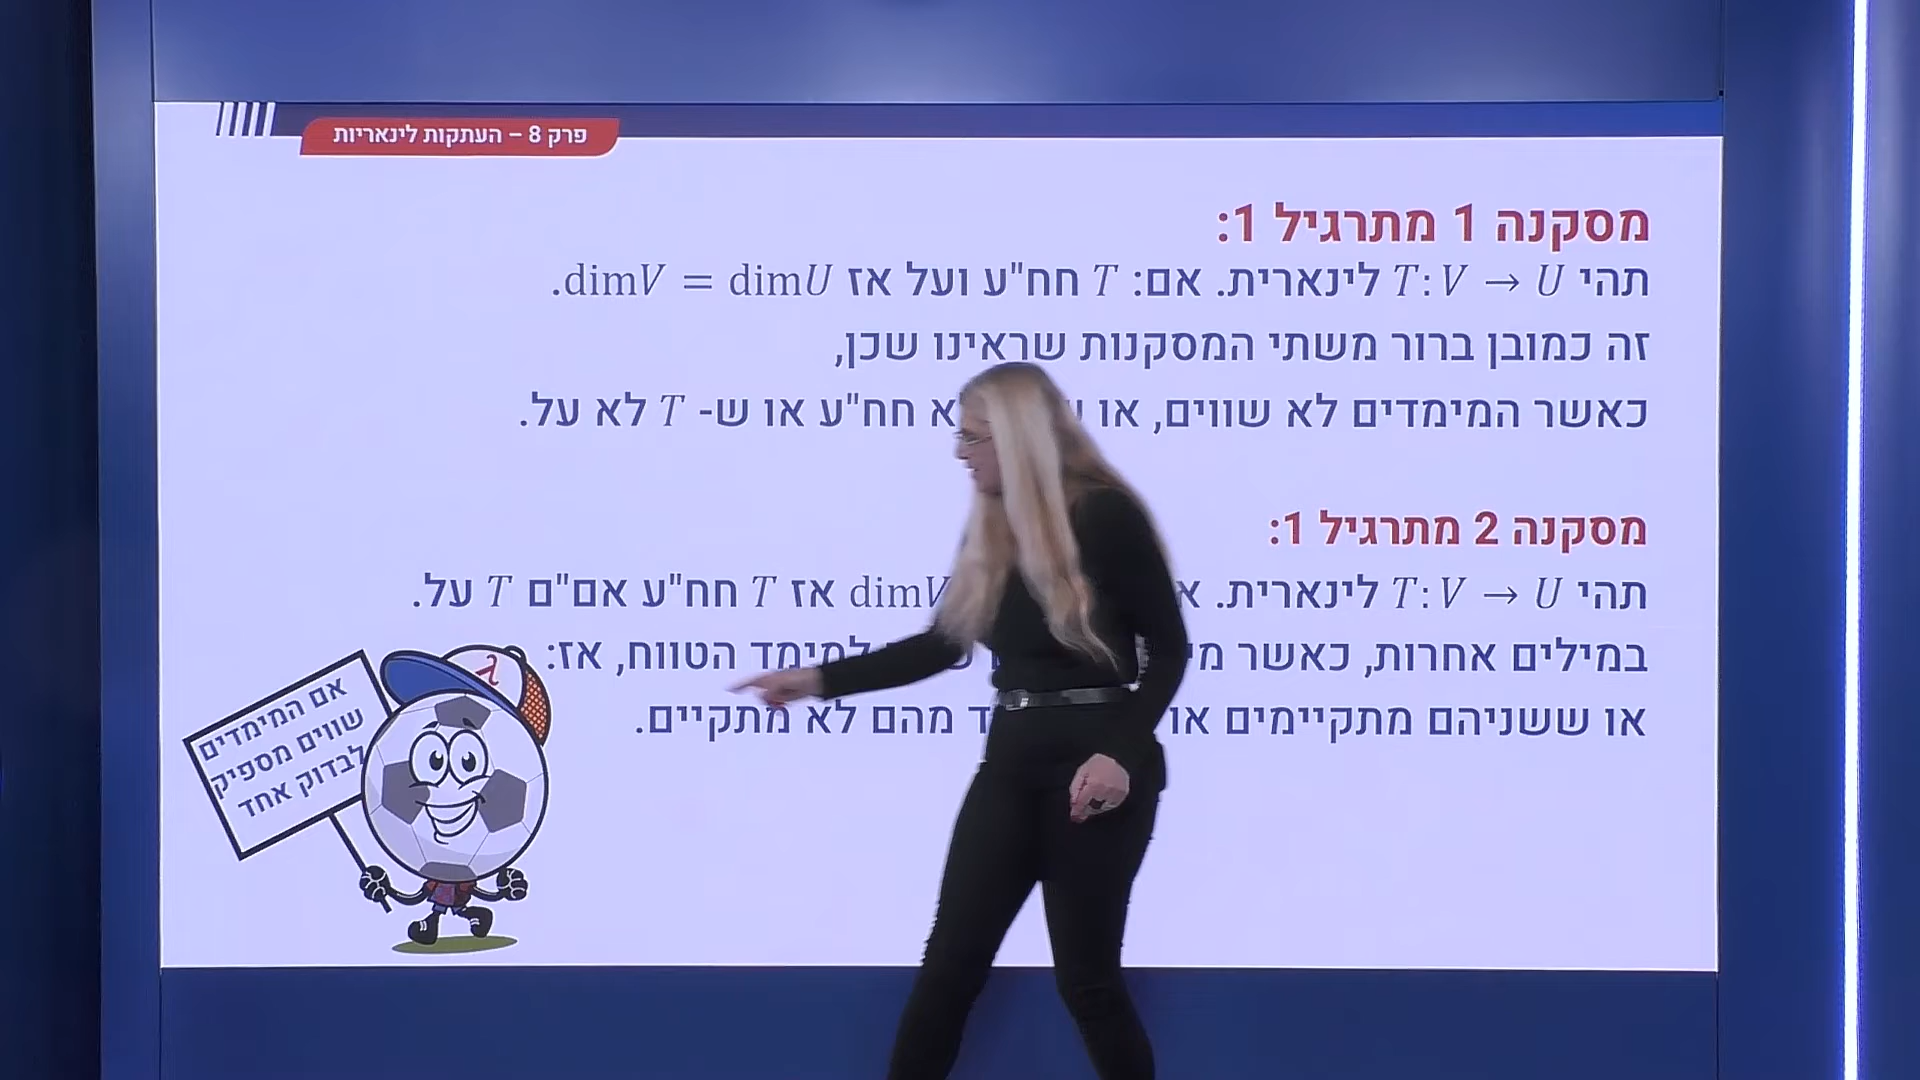 פרק 8 – העתקות לינאריות
מסקנה 1 מתרגיל 1:
תהי T: V → U לינארית. אם: T חח"ע ועל אז dimV = dimU.
זה כמובן ברור משתי המסקנות שראינו שכן,
כאשר המימדים לא שווים, או חח"ע או ש- T לא על.
מסקנה 2 מתרגיל 1:
תהי T: V → U לינארית. dimV אז T חח"ע אם"ם T על.
במילים אחרות, כאשר למימד הטווח, אז:
או ששניהם מתקיימים או מהם לא מתקיים.
אם המימדים
שווים מספיק
לבדוק אחד
λ